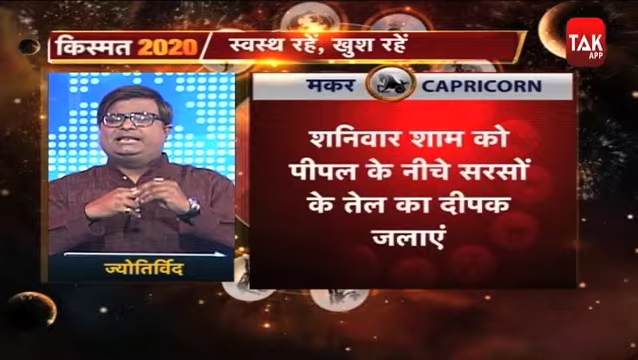 किस्मत 2020 स्वस्थ रहें, खुश रहें
TAK
APP
मकर CAPRICORN
शनिवार शाम को
पीपल के नीचे सरसों
के तेल का दीपक
जलाएं
ज्योतिर्विद